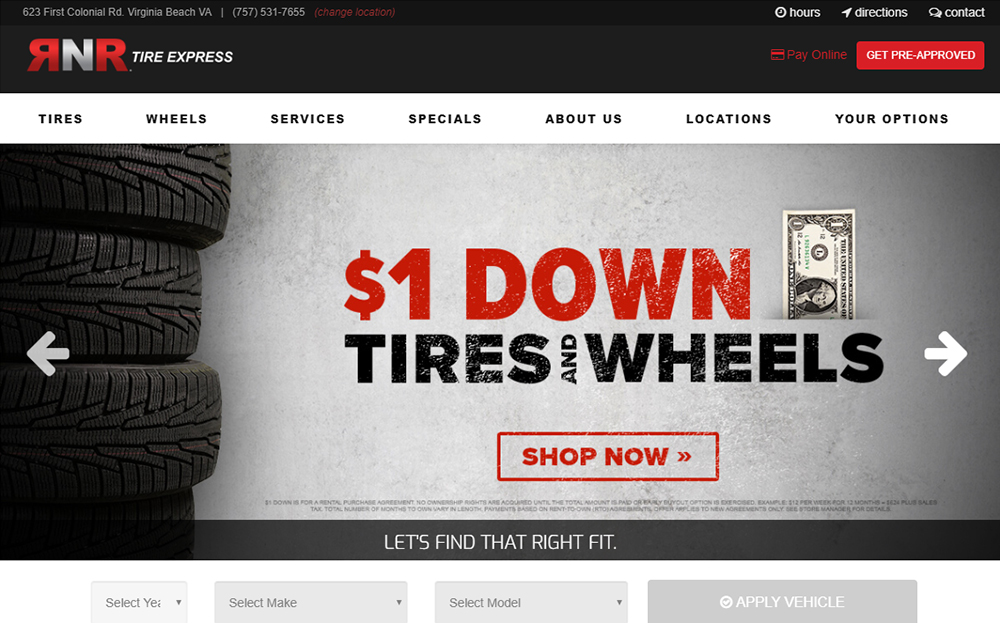 623 First Colonial Rd. Virginia Beach VA | (757) 531-7655 (change location)
hours directions contact
RNR. TIRE EXPRESS
Pay Online GET PRE-APPROVED
TIRES WHEELS SERVICES SPECIALS ABOUT US LOCATIONS YOUR OPTIONS
$1 DOWN
TIRES AND WHEELS
SHOP NOW »
$1 DOWN IS FOR A RENTAL PURCHASE AGREEMENT. NO OWNERSHIP RIGHTS ARE ACQUIRED UNTIL THE TOTAL AMOUNT IS PAID OR EARLY BUYOUT OPTION IS EXERCISED. EXAMPLE: $12 PER WEEK FOR 12 MONTHS = $624 PLUS SALES
TAX. TOTAL NUMBER OF MONTHS TO OWN VARY IN LENGTH. PAYMENTS BASED ON RENT-TO-OWN (RTO) AGREEMENTS. OFFER APPLIES TO NEW AGREEMENTS ONLY. SEE STORE MANAGER FOR DETAILS.
LET'S FIND THAT RIGHT FIT.
Select Yea Select Make Select Model APPLY VEHICLE